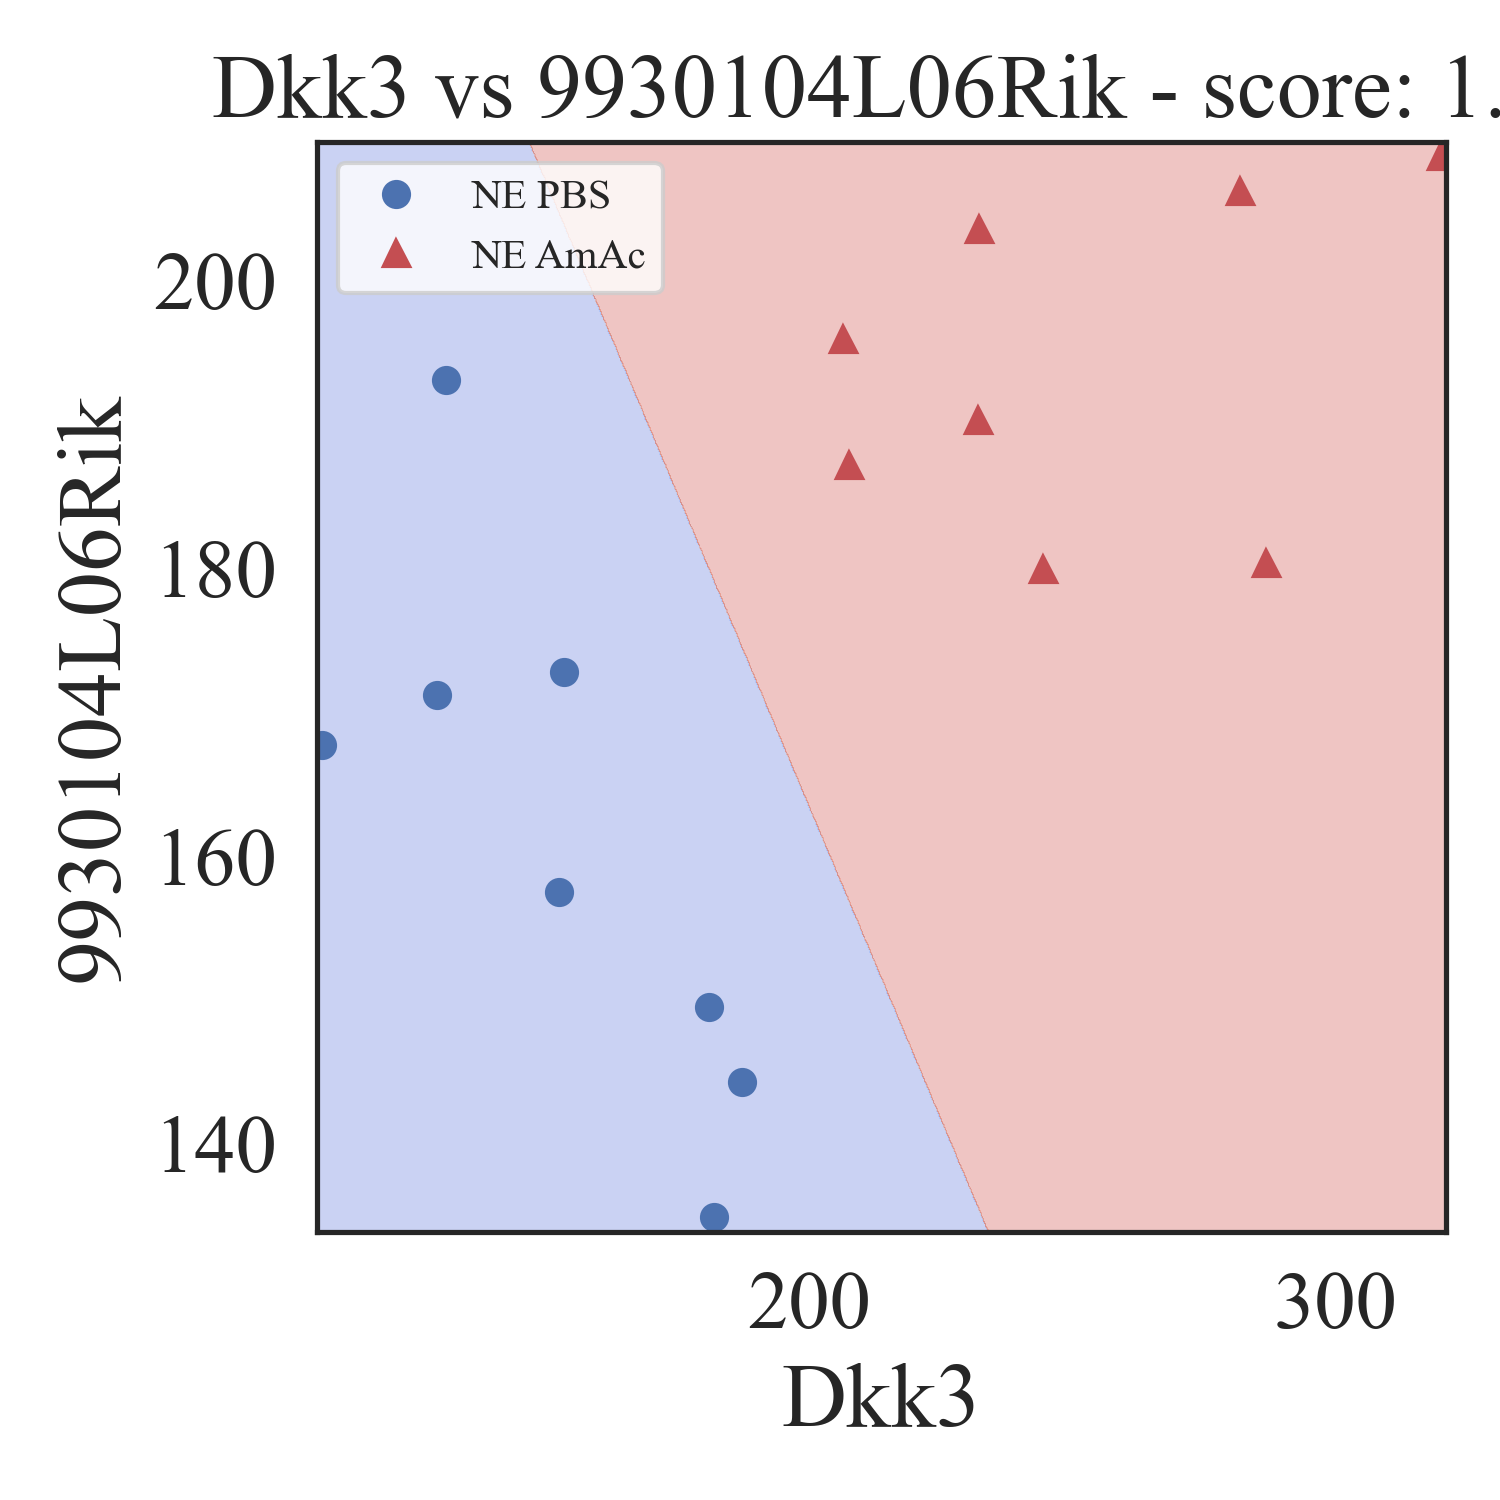 Dkk3 vs 9930104L06Rik - score: 1.
NE PBS
NE AmAc
200
180
160
140
9930104L06Rik
200 300
Dkk3